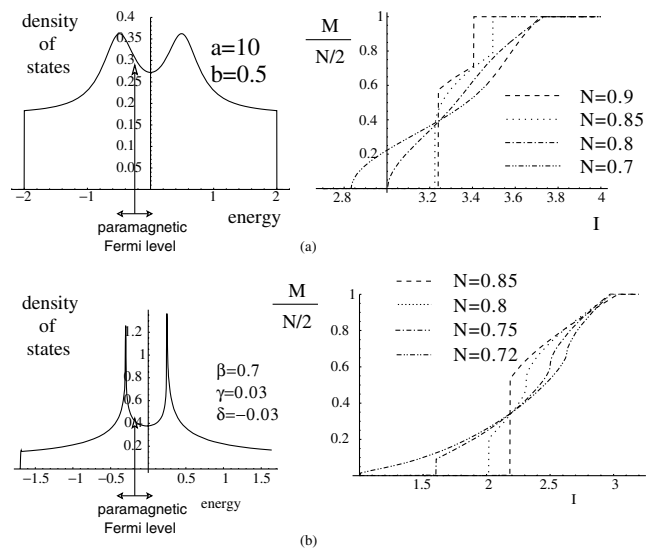 density
of
states
0.4
0.35
0.3
0.25
0.2
0.15
0.1
0.05
a=10
b=0.5
−2
−1
1
2
energy
paramagnetic
Fermi level
M
N/2
1
0.8
0.6
0.4
0.2
N=0.9
N=0.85
N=0.8
N=0.7
2.8
3
3.2
3.4
3.6
3.8
4
I
(a)
density
of
states
1.2
1
0.8
0.6
0.4
0.2
β=0.7
γ=0.03
δ=−0.03
−1.5
−1
−0.5
0.5
1
1.5
energy
paramagnetic
Fermi level
M
N/2
N=0.85
N=0.8
N=0.75
N=0.72
1
0.8
0.6
0.4
0.2
1.5
2
2.5
3
I
(b)